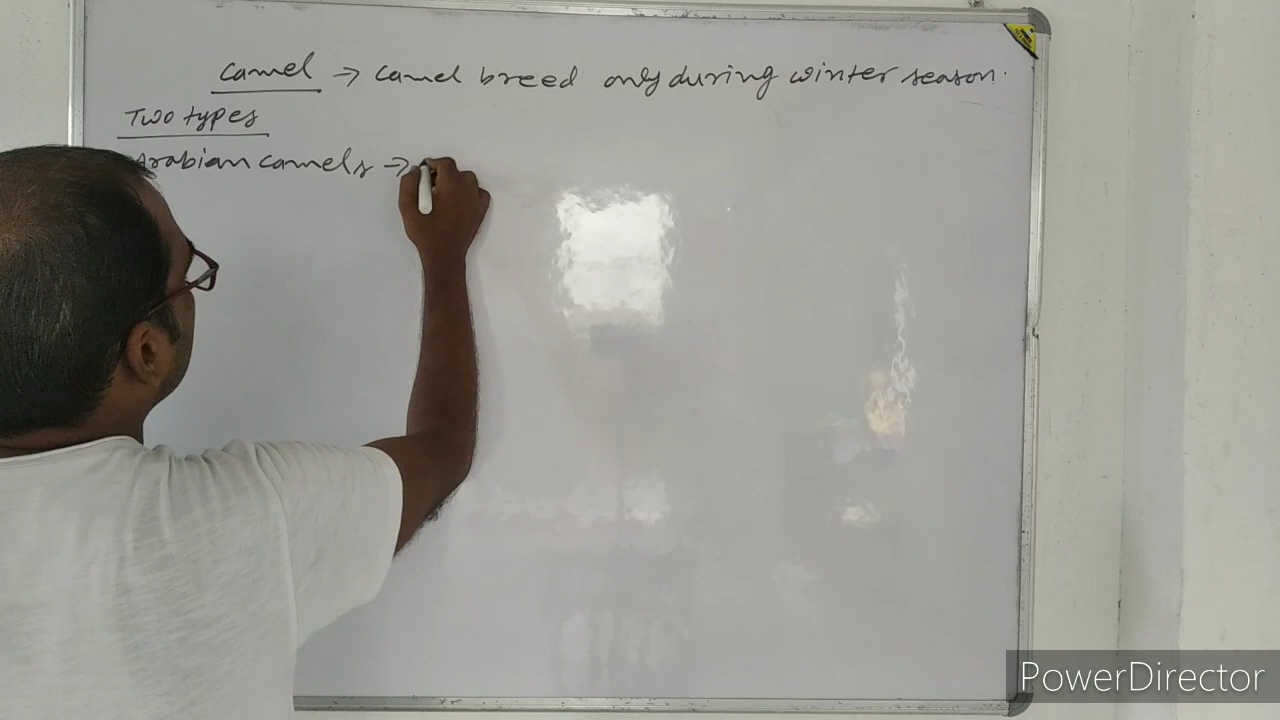 Camel → Camel breed only during winter season.
Two types
Arabian Camels →
PowerDirector